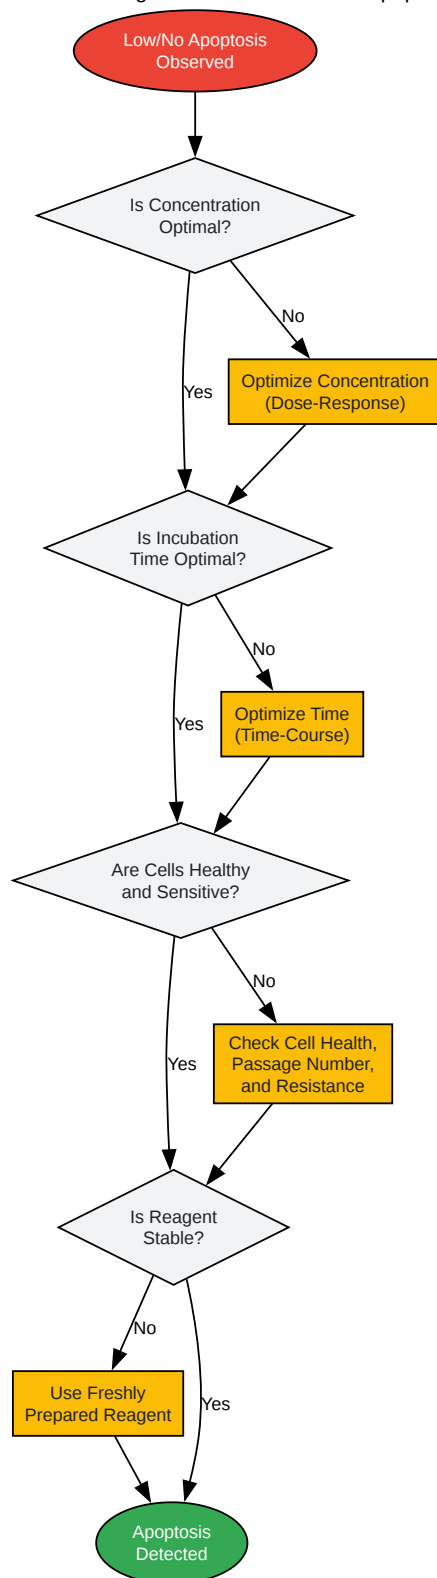 Low/No Apoptosis
Observed
Is Concentration
Optimal?
No
Optimize Concentration
(Dose-Response)
Yes
Is Incubation
Time Optimal?
No
Optimize Time
(Time-Course)
Yes
Are Cells Healthy
and Sensitive?
No
Check Cell Health,
Passage Number,
and Resistance
Yes
Is Reagent
Stable?
No
Use Freshly
Prepared Reagent
Yes
Apoptosis
Detected